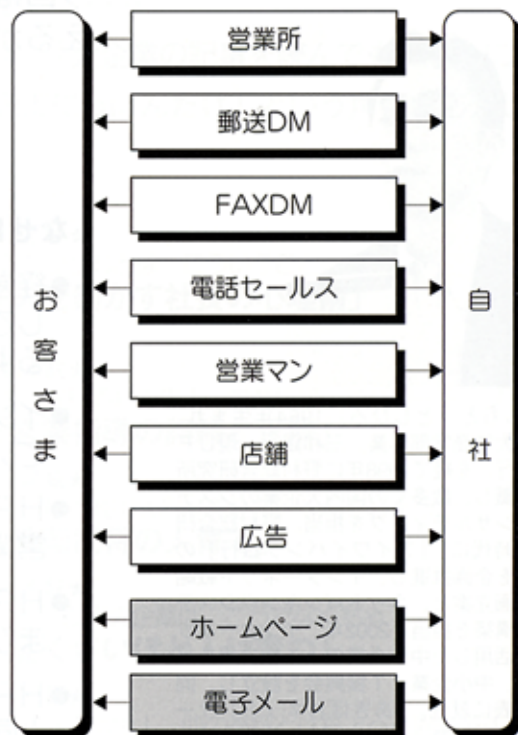 お客さま
営業所
郵送DM
FAXDM
電話セールス
営業マン
店舗
広告
ホームページ
電子メール
自社